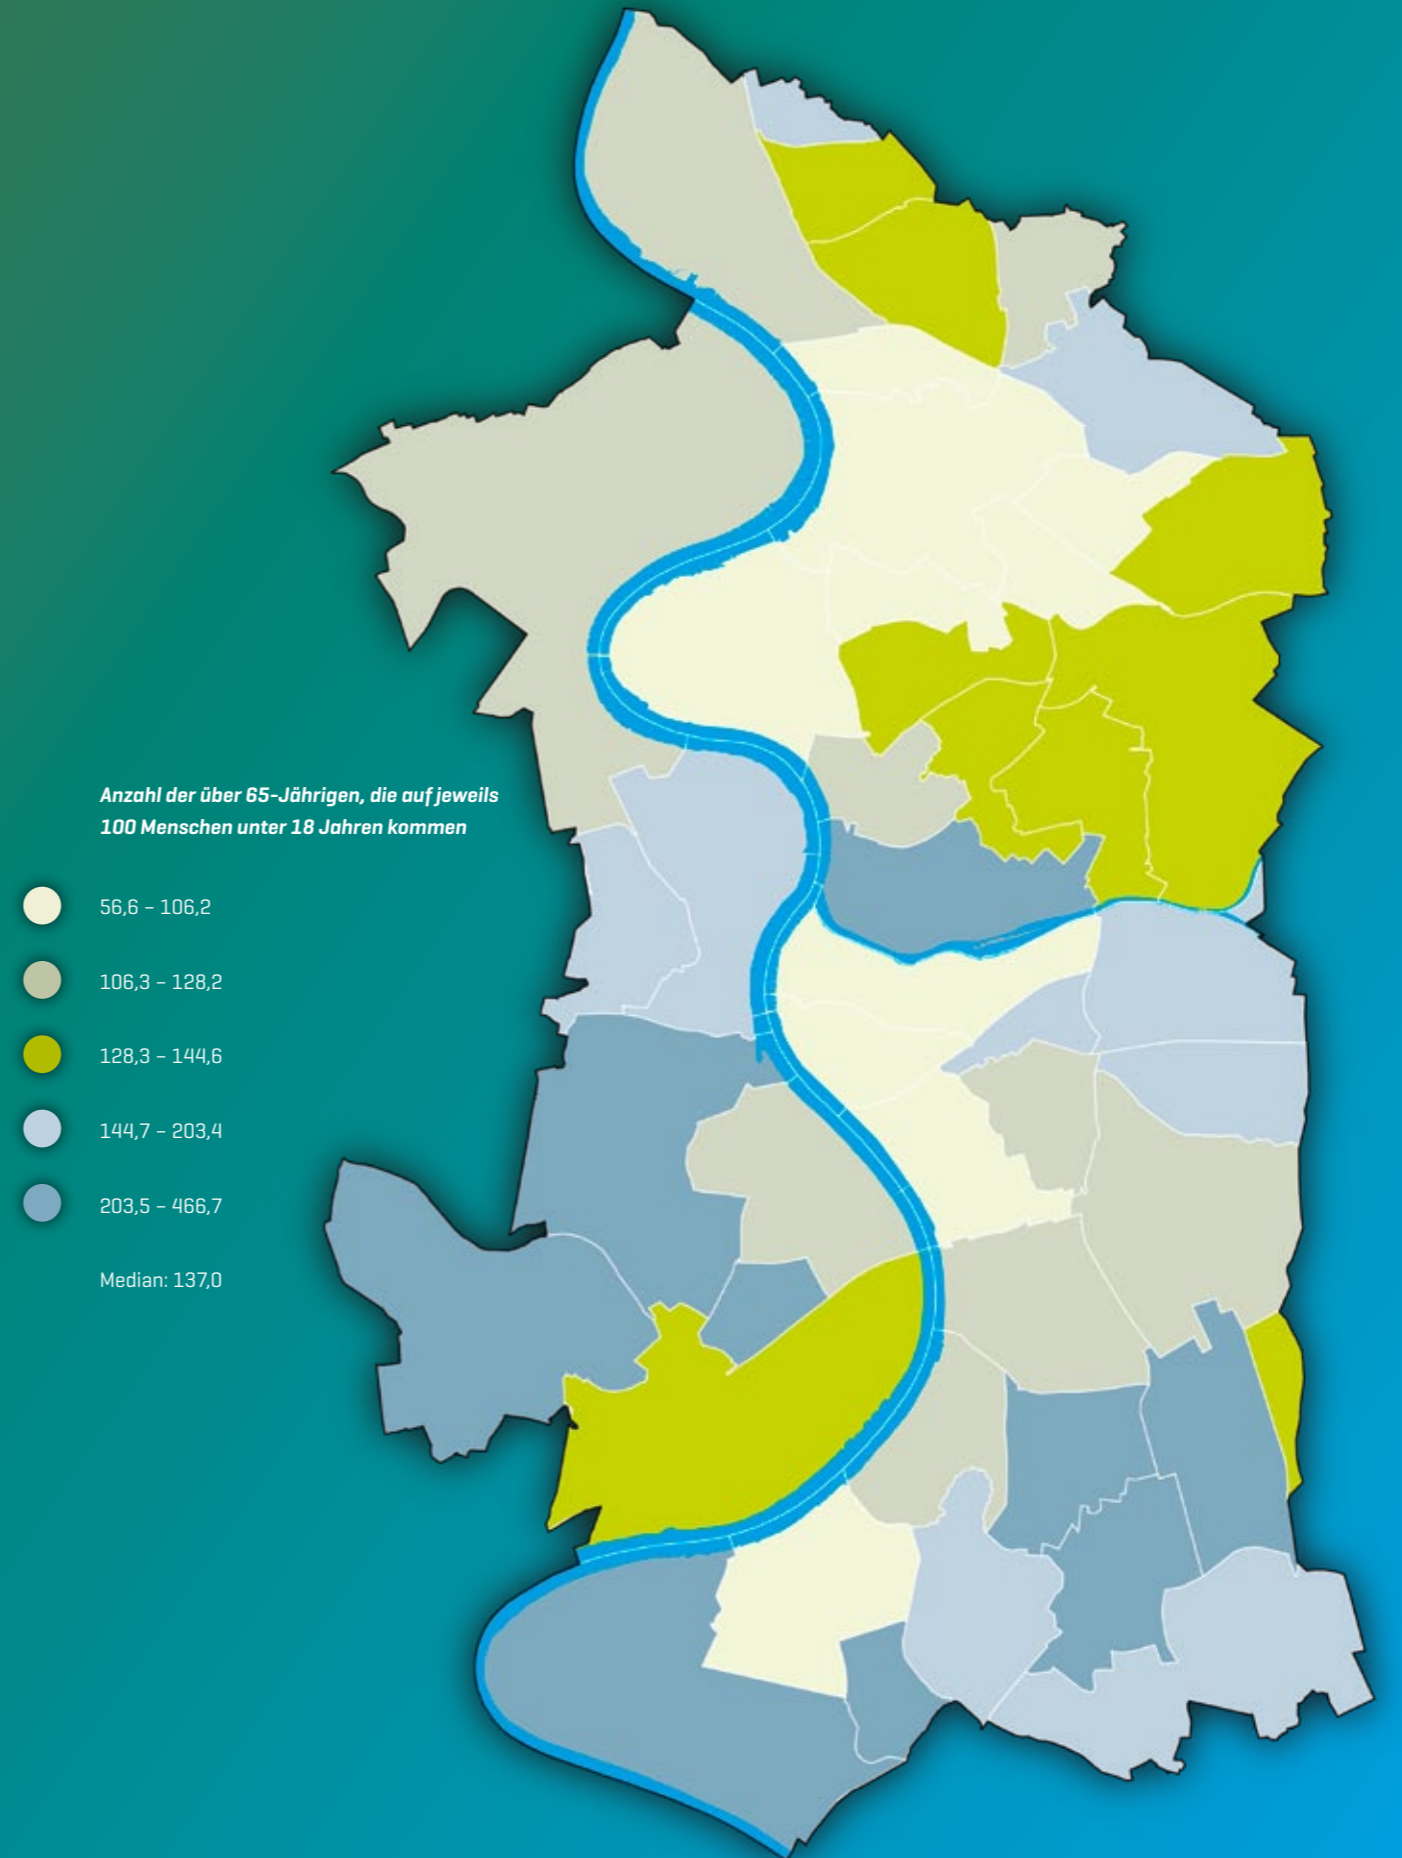 Anzahl der über 65-Jährigen, die auf jeweils
100 Menschen unter 18 Jahren kommen
56,6 – 106,2
106,3 – 128,2
128,3 – 144,6
144,7 – 203,4
203,5 – 466,7
Median: 137,0